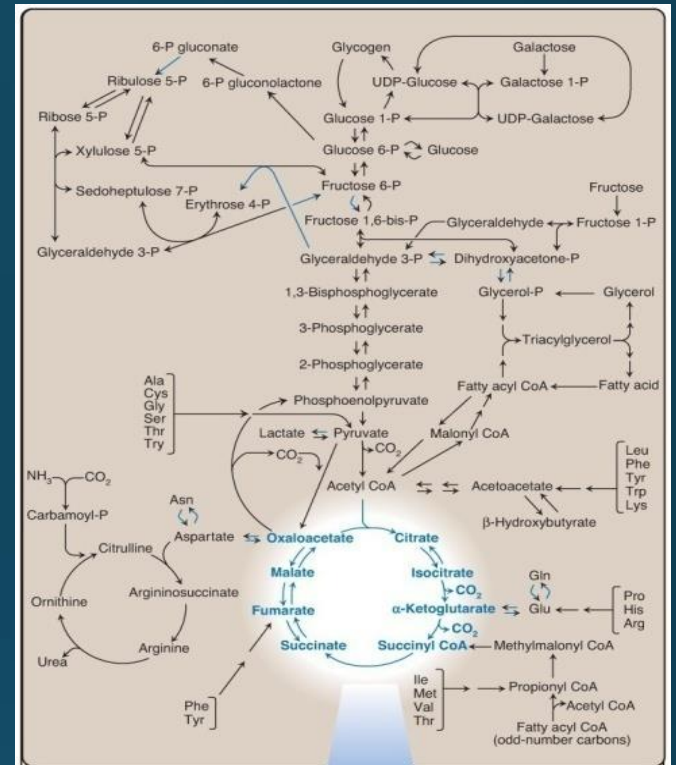 6-P gluconate
Glycogen
Galactose
Ribulose 5-P
6-P gluconolactone
UDP-Glucose
Galactose 1-P
Ribose 5-P
Glucose 1-P
UDP-Galactose
Xylulose 5-P
Glucose 6-P
Glucose
Sedoheptulose 7-P
Fructose 6-P
Fructose
Erythrose 4-P
Fructose 1,6-bis-P
Glyceraldehyde
Fructose 1-P
Glyceraldehyde 3-P
Glyceraldehyde 3-P
Dihydroxyacetone-P
1,3-Bisphosphoglycerate
Glycerol-P
Glycerol
3-Phosphoglycerate
Triacylglycerol
2-Phosphoglycerate
Ala
Cys
Gly
Ser
Thr
Try
Fatty acyl CoA
Fatty acid
Phosphoenolpyruvate
Lactate
Pyruvate
Malonyl CoA
CO2
CO2
Leu
Phe
Tyr
Trp
Lys
NH3
CO2
Acetyl CoA
Acetoacetate
Carbamoyl-P
Asn
β-Hydroxybutyrate
Citrulline
Aspartate
Oxaloacetate
Citrate
Malate
Isocitrate
Gln
CO2
Ornithine
Argininosuccinate
Fumarate
α-Ketoglutarate
Glu
Pro
His
Arg
CO2
Arginine
Succinate
Succinyl CoA
Methylmalonyl CoA
Urea
Ile
Met
Val
Thr
Propionyl CoA
Phe
Tyr
Acetyl CoA
Fatty acyl CoA
(odd-number carbons)